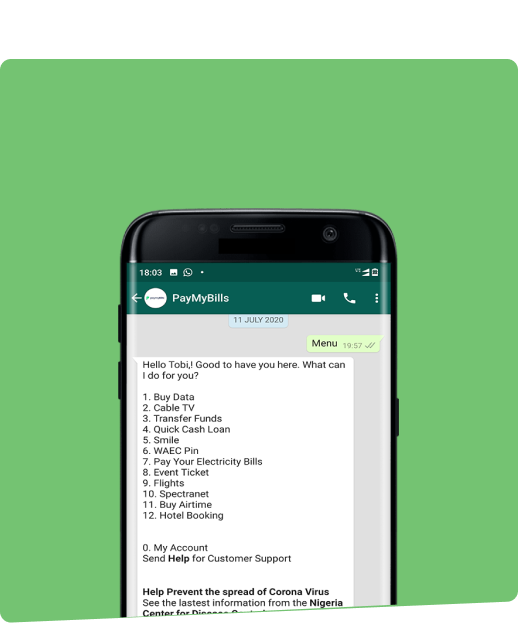 18:03
PayMyBills
11 JULY 2020
Menu 19:57
Hello Tobi,! Good to have you here. What can
I do for you?
1. Buy Data
2. Cable TV
3. Transfer Funds
4. Quick Cash Loan
5. Smile
6. WAEC Pin
7. Pay Your Electricity Bills
8. Event Ticket
9. Flights
10. Spectranet
11. Buy Airtime
12. Hotel Booking
0. My Account
Send Help for Customer Support
Help Prevent the spread of Corona Virus
See the lastest information from the Nigeria
Center for Disease